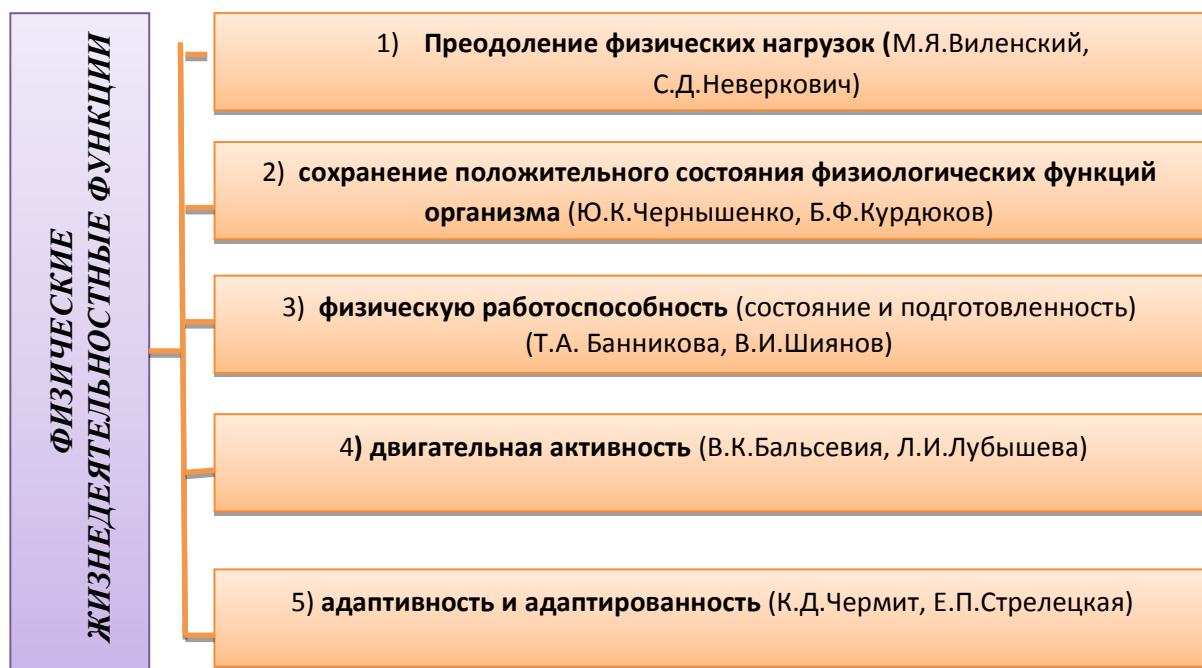 ФИЗИЧЕСКИЕ
ЖИЗНЕДЕЯТЕЛЬНОСТНЫЕ ФУНКЦИИ
1) Преодоление физических нагрузок (М.Я.Виленский,
С.Д.Неверкович)
2) сохранение положительного состояния физиологических функций
организма (Ю.К.Чернышенко, Б.Ф.Курдюков)
3) физическую работоспособность (состояние и подготовленность)
(Т.А. Банникова, В.И.Шиянов)
4) двигательная активность (В.К.Бальсевия, Л.И.Лубышева)
5) адаптивность и адаптированность (К.Д.Чермит, Е.П.Стрелецкая)